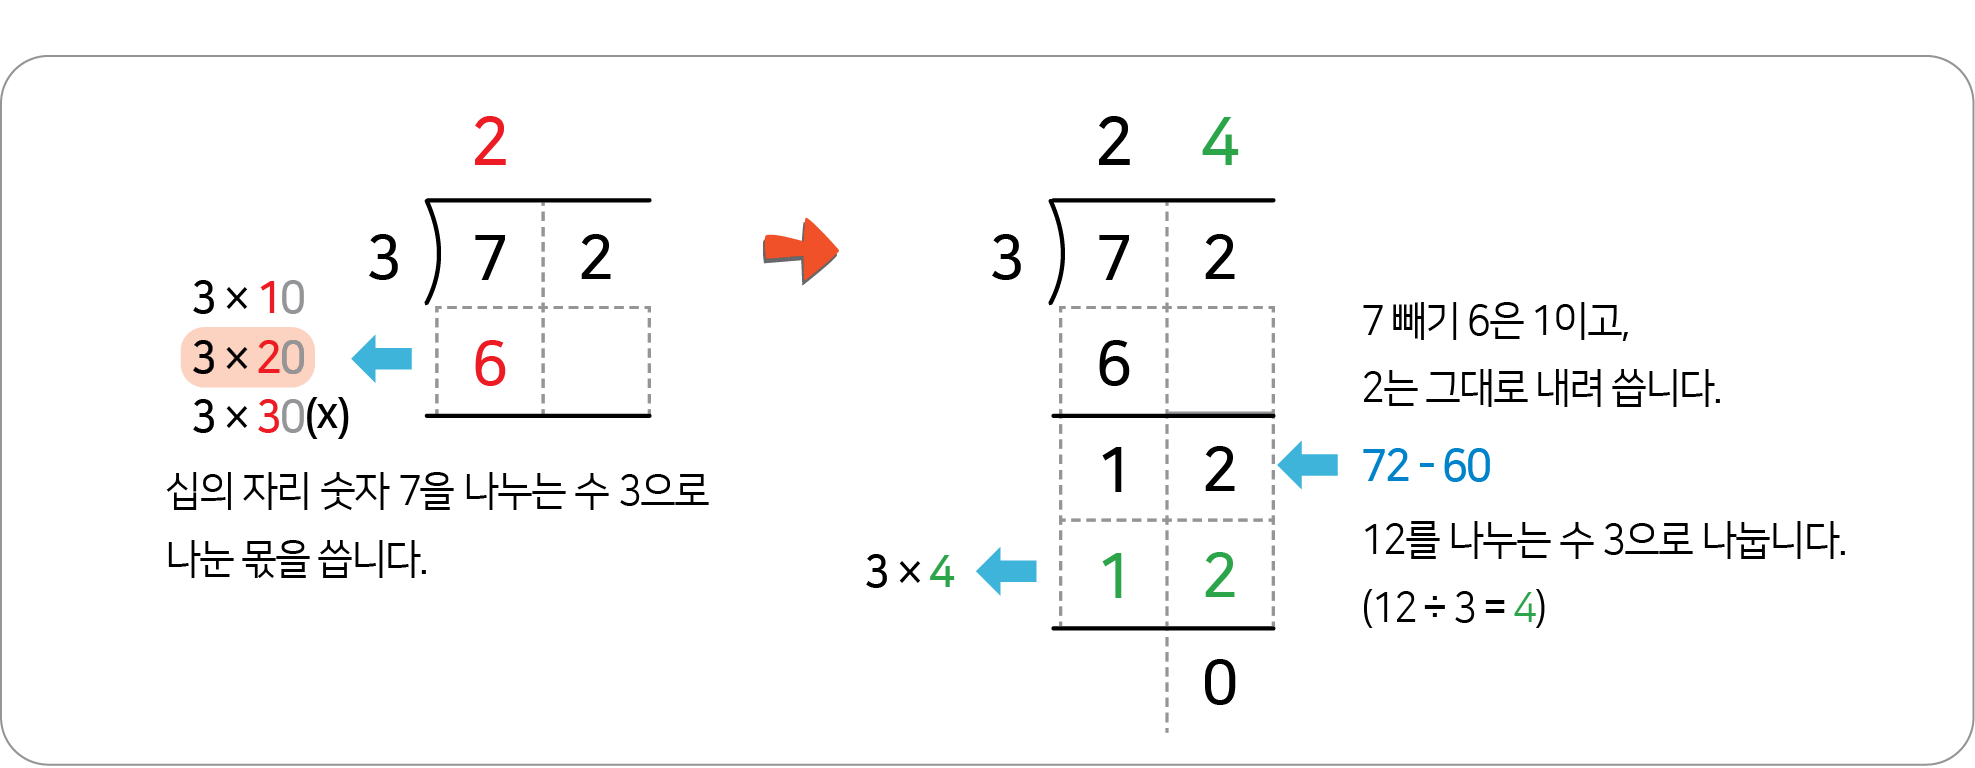 2
3 7 2
3 × 10
3 × 20
6
3 × 30(x)
십의 자리 숫자 7을 나누는 수 3으로
나눈 몫을 씁니다.
2 4
3 7 2
6
7 빼기 6은 1이고,
2는 그대로 내려 씁니다.
1 2
72 - 60
12를 나누는 수 3으로 나눕니다.
3 × 4
1 2
(12 ÷ 3 = 4)
0